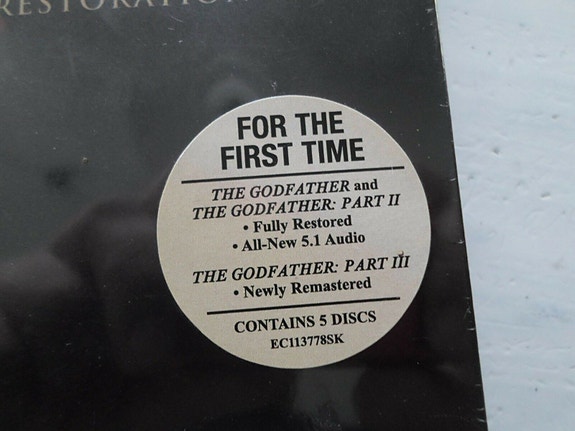 RESTORATION
FOR THE
FIRST TIME
THE GODFATHER and
THE GODFATHER: PART II
• Fully Restored
• All-New 5.1 Audio
THE GODFATHER: PART III
• Newly Remastered
CONTAINS 5 DISCS
EC113778SK